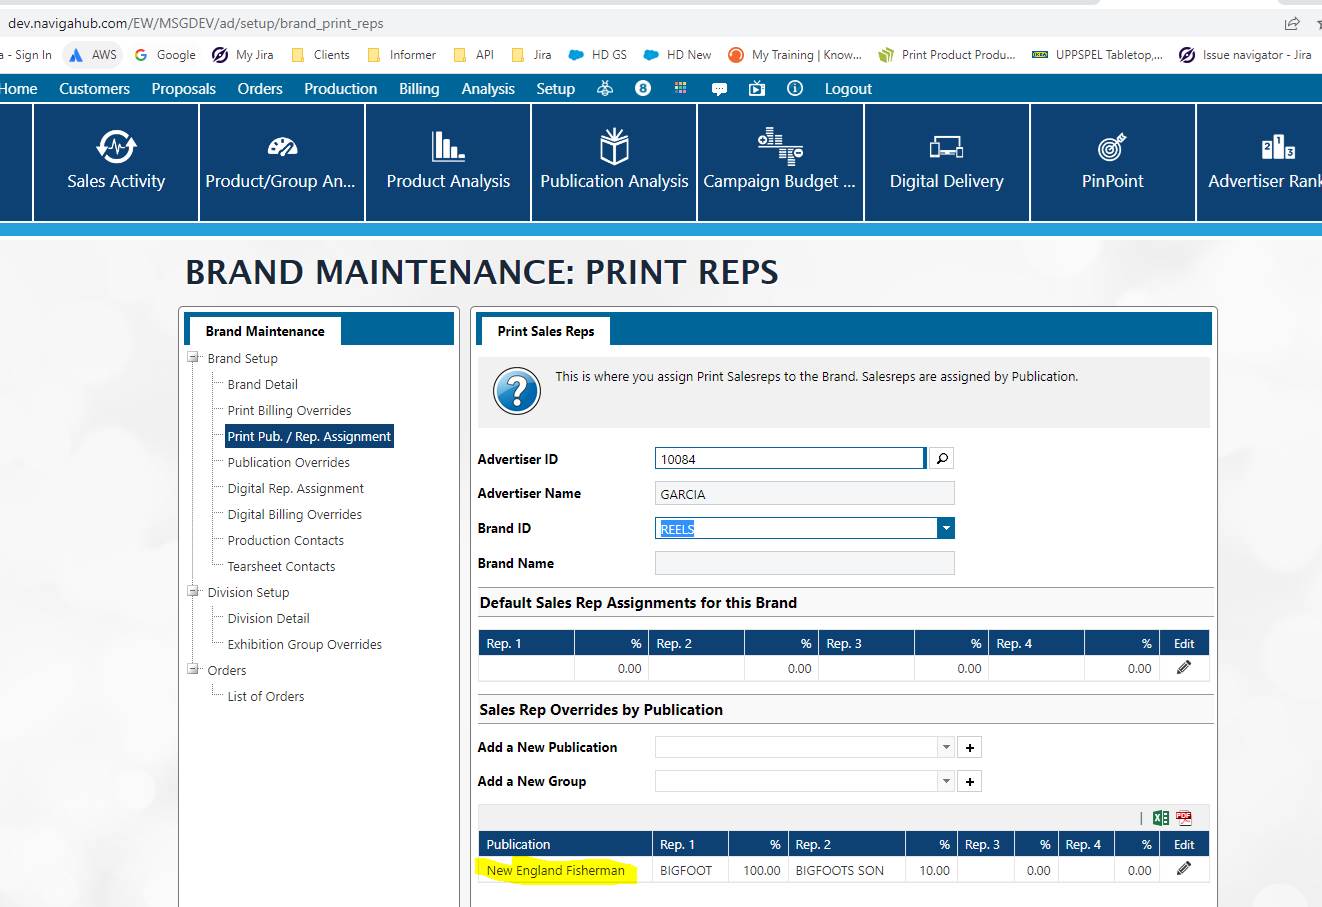 dev.navigahub.com/EW/MSGDEV/ad/setup/brand_print_reps
a - Sign In AWS Google My Jira Clients Informer API Jira HD GS HD New My Training | Know... Print Product Produ... IKEA UPPSPEL Tabletop,... Issue navigator - Jira
Home Customers Proposals Orders Production Billing Analysis Setup 8 Logout
Sales Activity Product/Group An... Product Analysis Publication Analysis Campaign Budget ... Digital Delivery PinPoint Advertiser Rank
BRAND MAINTENANCE: PRINT REPS
Brand Maintenance
Brand Setup
Brand Detail
Print Billing Overrides
Print Pub. / Rep. Assignment
Publication Overrides
Digital Rep. Assignment
Digital Billing Overrides
Production Contacts
Tearsheet Contacts
Division Setup
Division Detail
Exhibition Group Overrides
Orders
List of Orders
Print Sales Reps
? This is where you assign Print Salesreps to the Brand. Salesreps are assigned by Publication.
Advertiser ID 10084
Advertiser Name GARCIA
Brand ID REELS
Brand Name
Default Sales Rep Assignments for this Brand
Rep. 1 % Rep. 2 % Rep. 3 % Rep. 4 % Edit
0.00 0.00 0.00 0.00
Sales Rep Overrides by Publication
Add a New Publication +
Add a New Group +
| X PDF
Publication Rep. 1 % Rep. 2 % Rep. 3 % Rep. 4 % Edit
New England Fisherman BIGFOOT 100.00 BIGFOOTS SON 10.00 0.00 0.00